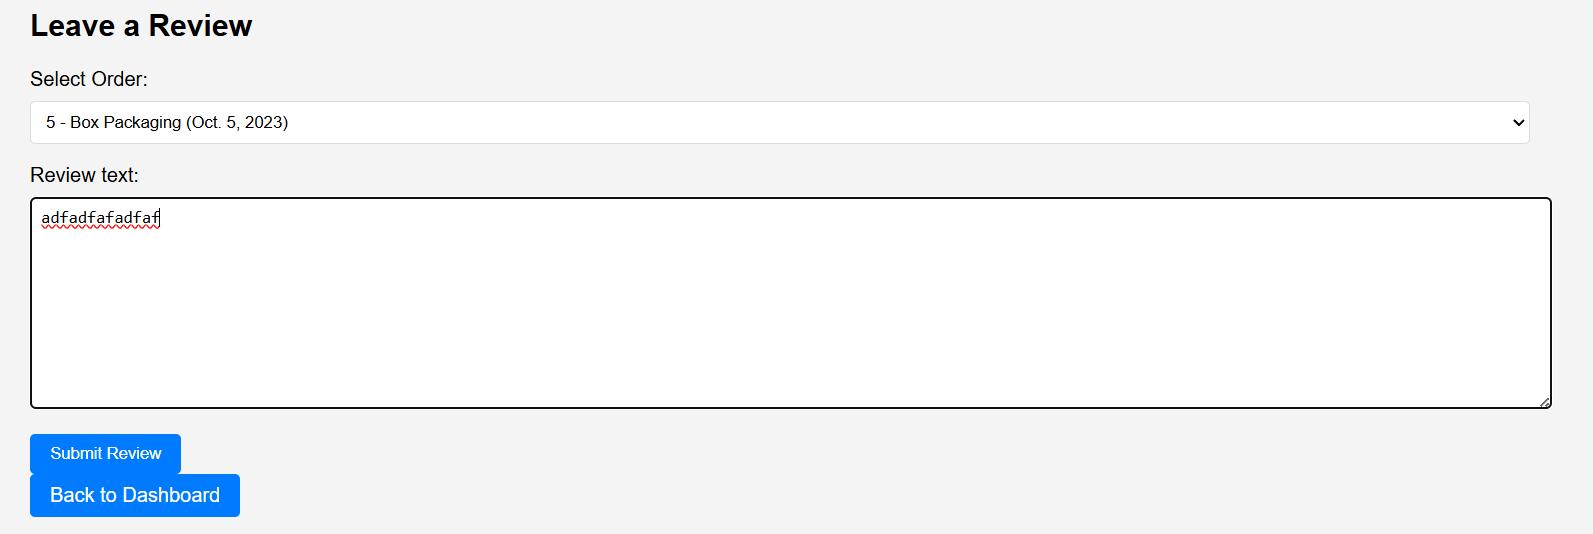 Leave a Review
Select Order:
5 - Box Packaging (Oct. 5, 2023)
Review text:
adfadfafadfaf
Submit Review
Back to Dashboard